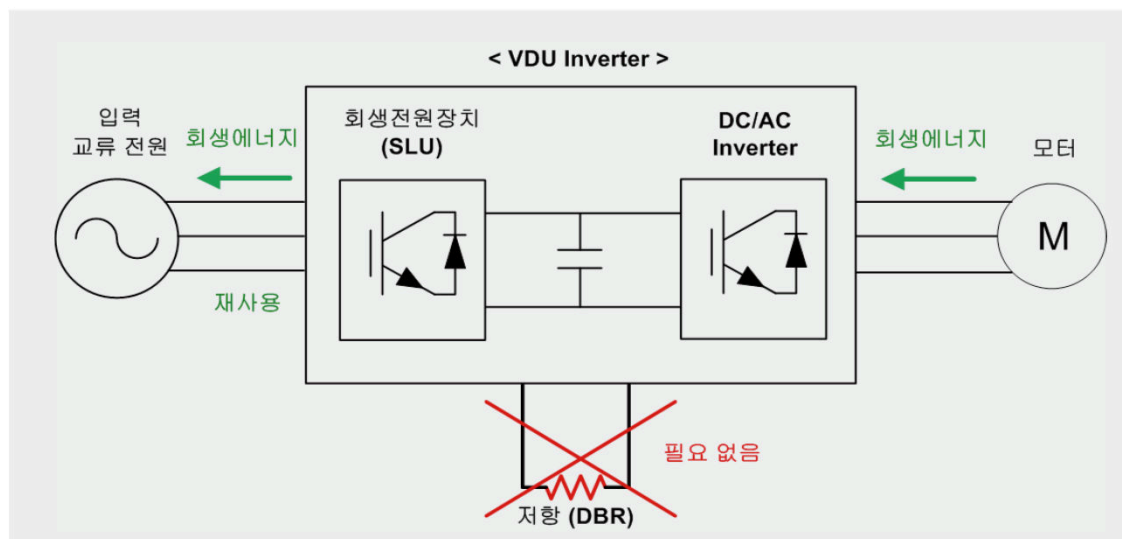 < VDU Inverter >
입력
교류 전원
회생에너지
재사용
회생전원장치
(SLU)
DC/AC
Inverter
회생에너지
모터
M
필요 없음
저항 (DBR)